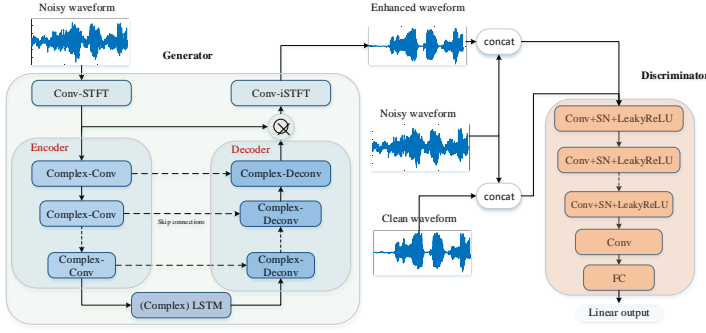 Noisy waveform
Generator
Conv-STFT
Conv-iSTFT
Encoder
Decoder
Complex-Conv
Complex-Deconv
Complex-Conv
Complex-
Deconv
Skip connections
Complex-
Conv
Complex-
Deconv
(Complex) LSTM
Enhanced waveform
concat
Noisy waveform
concat
Clean waveform
Discriminator
Conv+SN+LeakyReLU
Conv+SN+LeakyReLU
Conv+SN+LeakyReLU
Conv
FC
Linear output